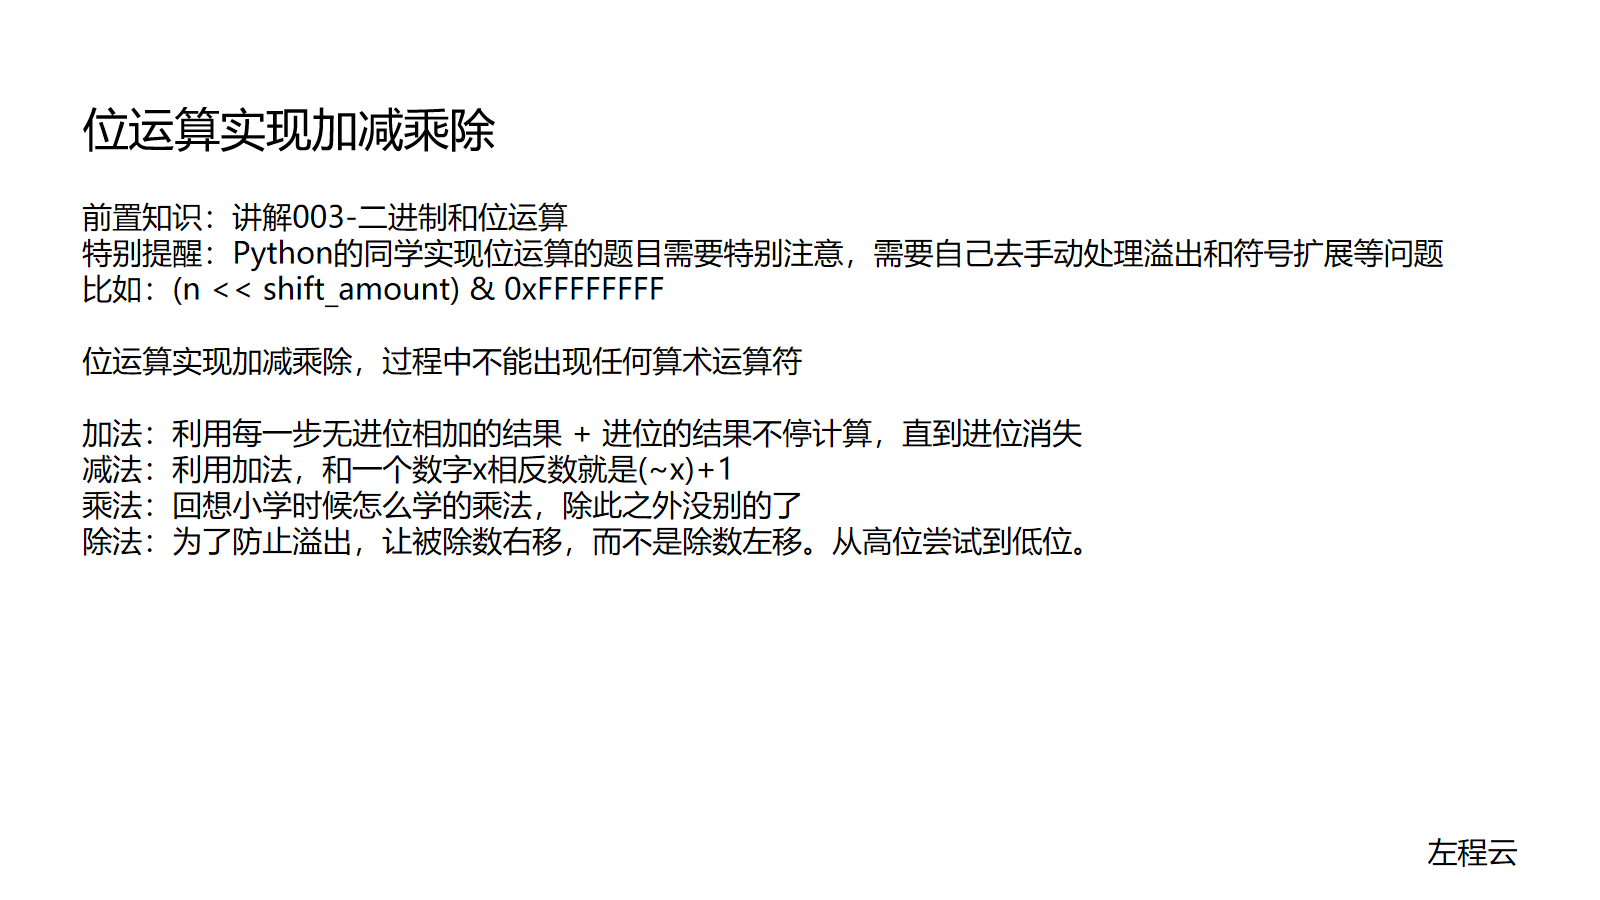 位运算实现加减乘除
前置知识：讲解003-二进制和位运算
特别提醒：Python的同学实现位运算的题目需要特别注意，需要自己去手动处理溢出和符号扩展等问题
比如：(n << shift_amount) & 0xFFFFFFFF
位运算实现加减乘除，过程中不能出现任何算术运算符
加法：利用每一步无进位相加的结果 + 进位的结果不停计算，直到进位消失
减法：利用加法，和一个数字x相反数就是(~x)+1
乘法：回想小学时候怎么学的乘法，除此之外没别的了
除法：为了防止溢出，让被除数右移，而不是除数左移。从高位尝试到低位。
左程云